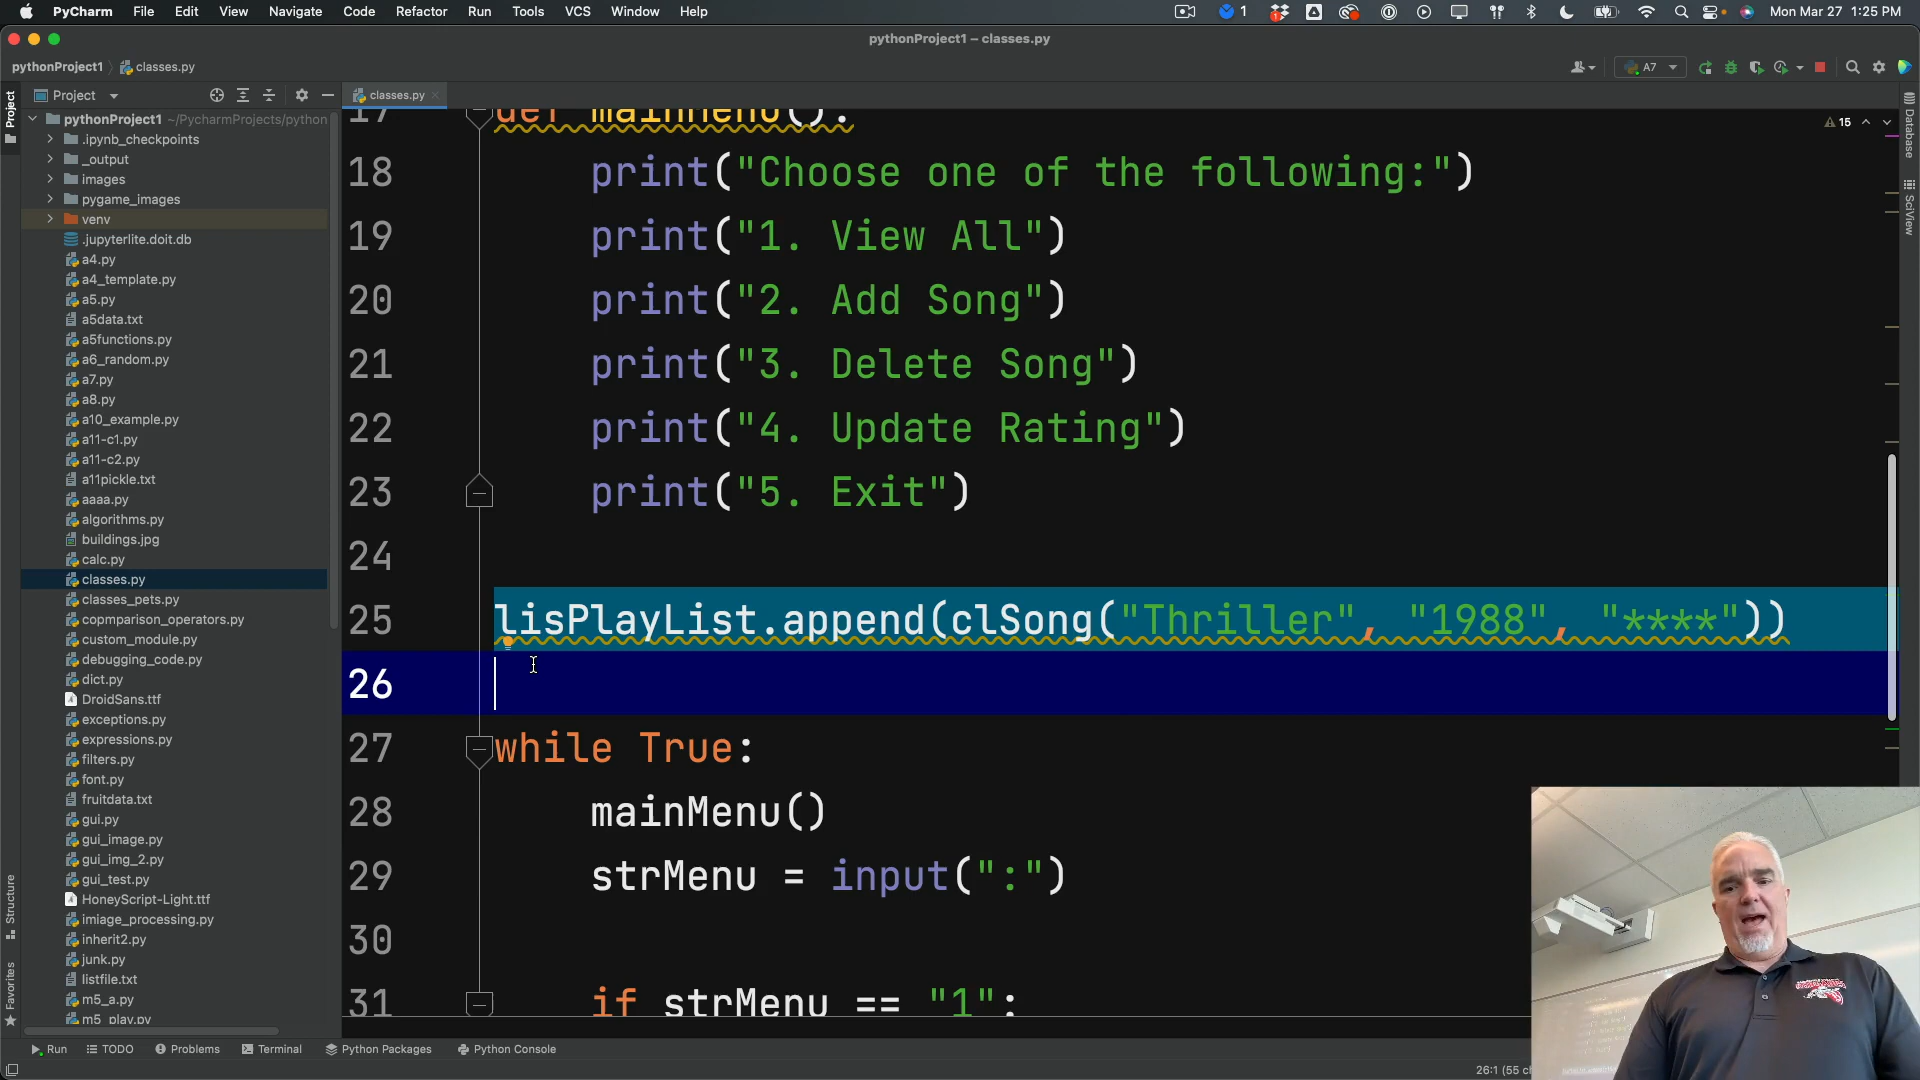 PyCharm File Edit View Navigate Code Refactor Run Tools VCS Window Help 1 Mon Mar 27 1:25 PM
pythonProject1 – classes.py
pythonProject1 classes.py A7
Project classes.py
Project
pythonProject1 ~/PycharmProjects/python
.ipynb_checkpoints
_output
images
pygame_images
venv
.jupyterlite.doit.db
a4.py
a4_template.py
a5.py
a5data.txt
a5functions.py
a6_random.py
a7.py
a8.py
a10_example.py
a11-c1.py
a11-c2.py
a11pickle.txt
aaaa.py
algorithms.py
buildings.jpg
calc.py
classes.py
classes_pets.py
copmparison_operators.py
custom_module.py
debugging_code.py
dict.py
DroidSans.ttf
exceptions.py
expressions.py
filters.py
font.py
fruitdata.txt
gui.py
gui_image.py
gui_img_2.py
gui_test.py
HoneyScript-Light.ttf
imiage_processing.py
inherit2.py
junk.py
listfile.txt
m5_a.py
m5_play.py
Structure
Favorites
17 def mainMenu():
18 print("Choose one of the following:")
19 print("1. View All")
20 print("2. Add Song")
21 print("3. Delete Song")
22 print("4. Update Rating")
23 print("5. Exit")
24
25 lisPlayList.append(clSong("Thriller", "1988", "****"))
26
27 while True:
28 mainMenu()
29 strMenu = input(":")
30
31 if strMenu == "1":
15
Database
SciView
Run TODO Problems Terminal Python Packages Python Console
26:1 (55 ch